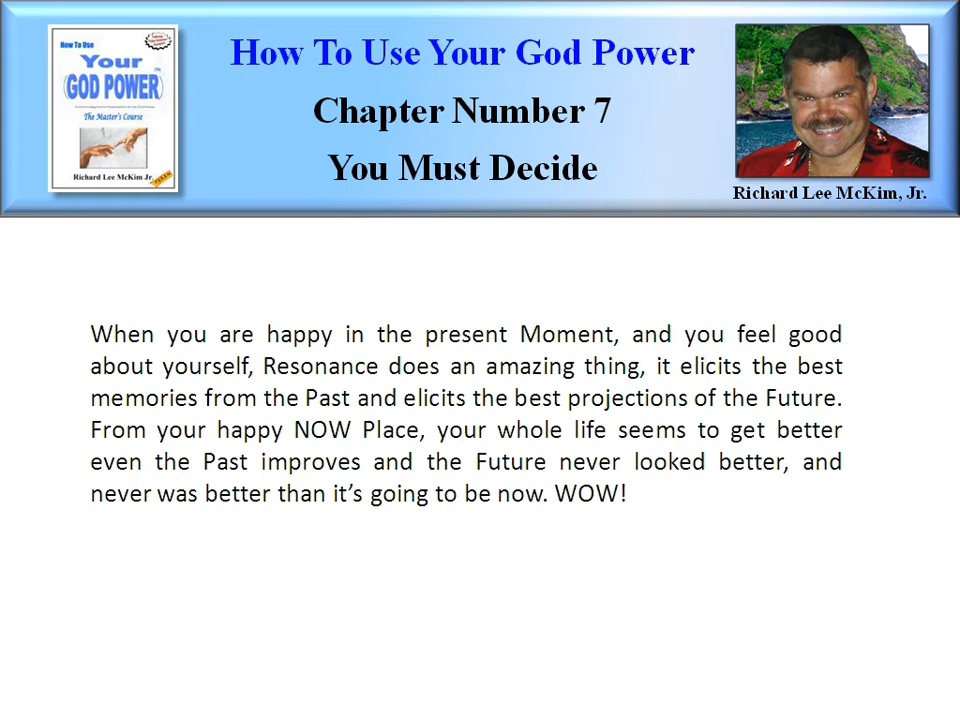 How To Use Your God Power
Chapter Number 7
You Must Decide
How To Use
Your
GOD POWER
The Master's Course
Richard Lee McKim Jr.
Richard Lee McKim, Jr.
When you are happy in the present Moment, and you feel good
about yourself, Resonance does an amazing thing, it elicits the best
memories from the Past and elicits the best projections of the Future.
From your happy NOW Place, your whole life seems to get better
even the Past improves and the Future never looked better, and
never was better than it’s going to be now. WOW!